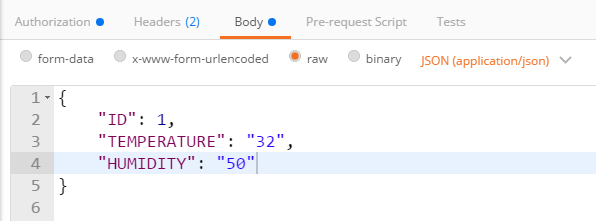 Authorization Headers (2) Body Pre-request Script Tests
form-data x-www-form-urlencoded raw binary JSON (application/json)
1 {
2 "ID": 1,
3 "TEMPERATURE": "32",
4 "HUMIDITY": "50"
5 }
6